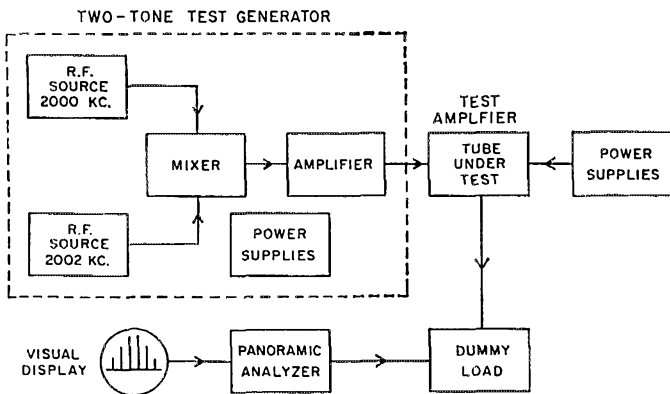 TWO-TONE TEST GENERATOR
R.F.
SOURCE
2000 KC.
MIXER
AMPLIFIER
R.F.
SOURCE
2002 KC.
POWER
SUPPLIES
TEST
AMPLFIER
TUBE
UNDER
TEST
POWER
SUPPLIES
VISUAL
DISPLAY
PANORAMIC
ANALYZER
DUMMY
LOAD